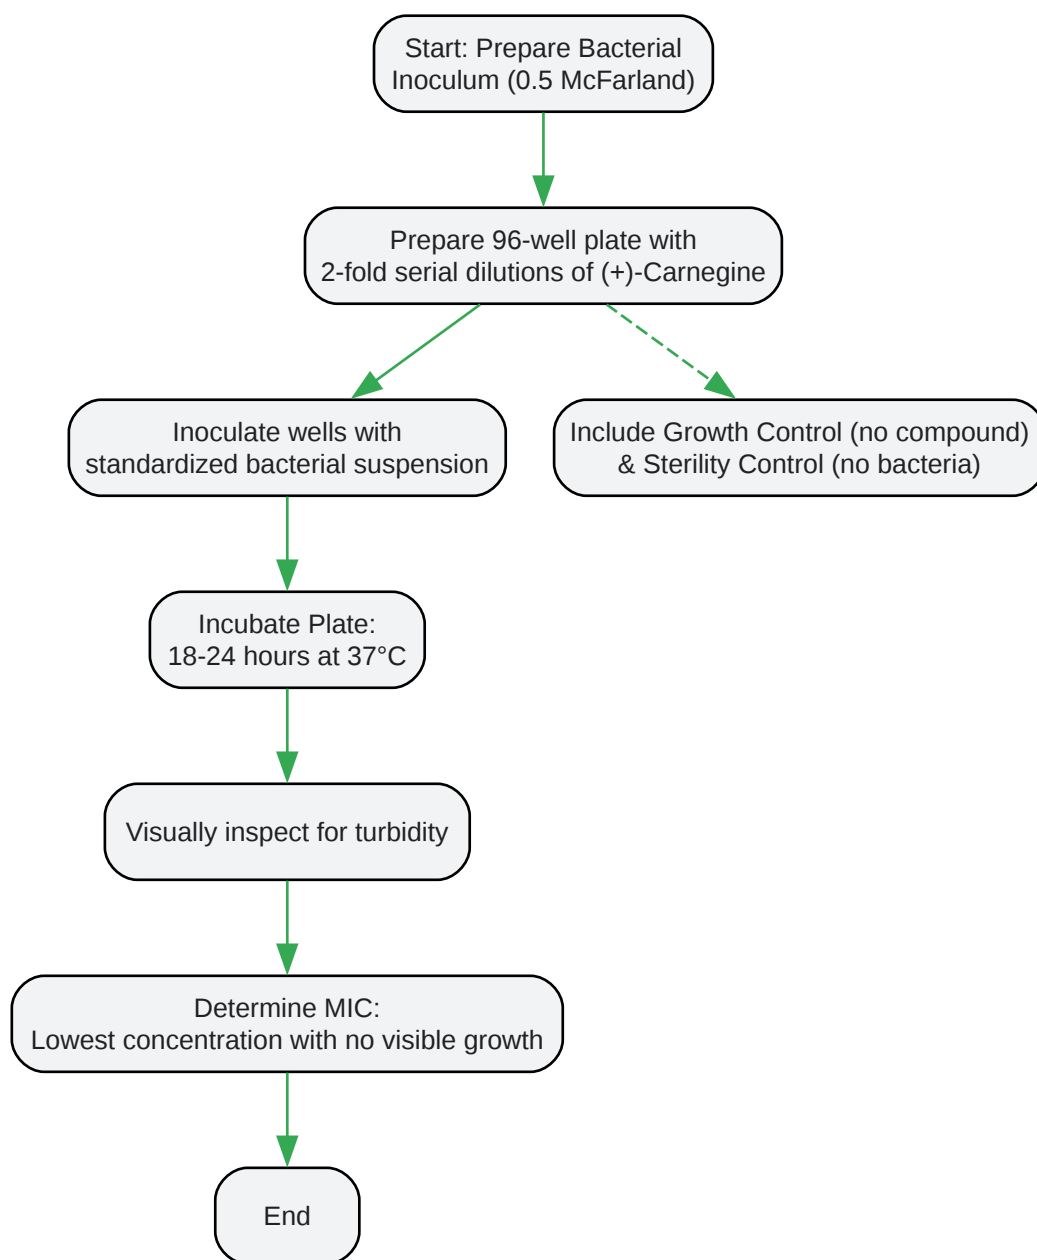 Start: Prepare Bacterial
Inoculum (0.5 McFarland)
Prepare 96-well plate with
2-fold serial dilutions of (+)-Carnegine
Inoculate wells with
standardized bacterial suspension
Include Growth Control (no compound)
& Sterility Control (no bacteria)
Incubate Plate:
18-24 hours at 37°C
Visually inspect for turbidity
Determine MIC:
Lowest concentration with no visible growth
End